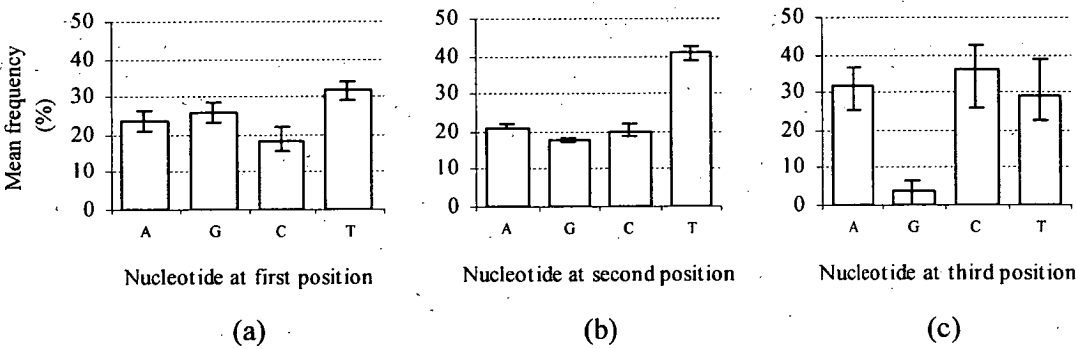 Mean frequency
(%)
50
40
30
20
10
0
A G C T
Nucleotide at first position
(a)
50
40
30
20
10
0
A G C T
Nucleotide at second position
(b)
50
40
30
20
10
0
A G C T
Nucleotide at third position
(c)